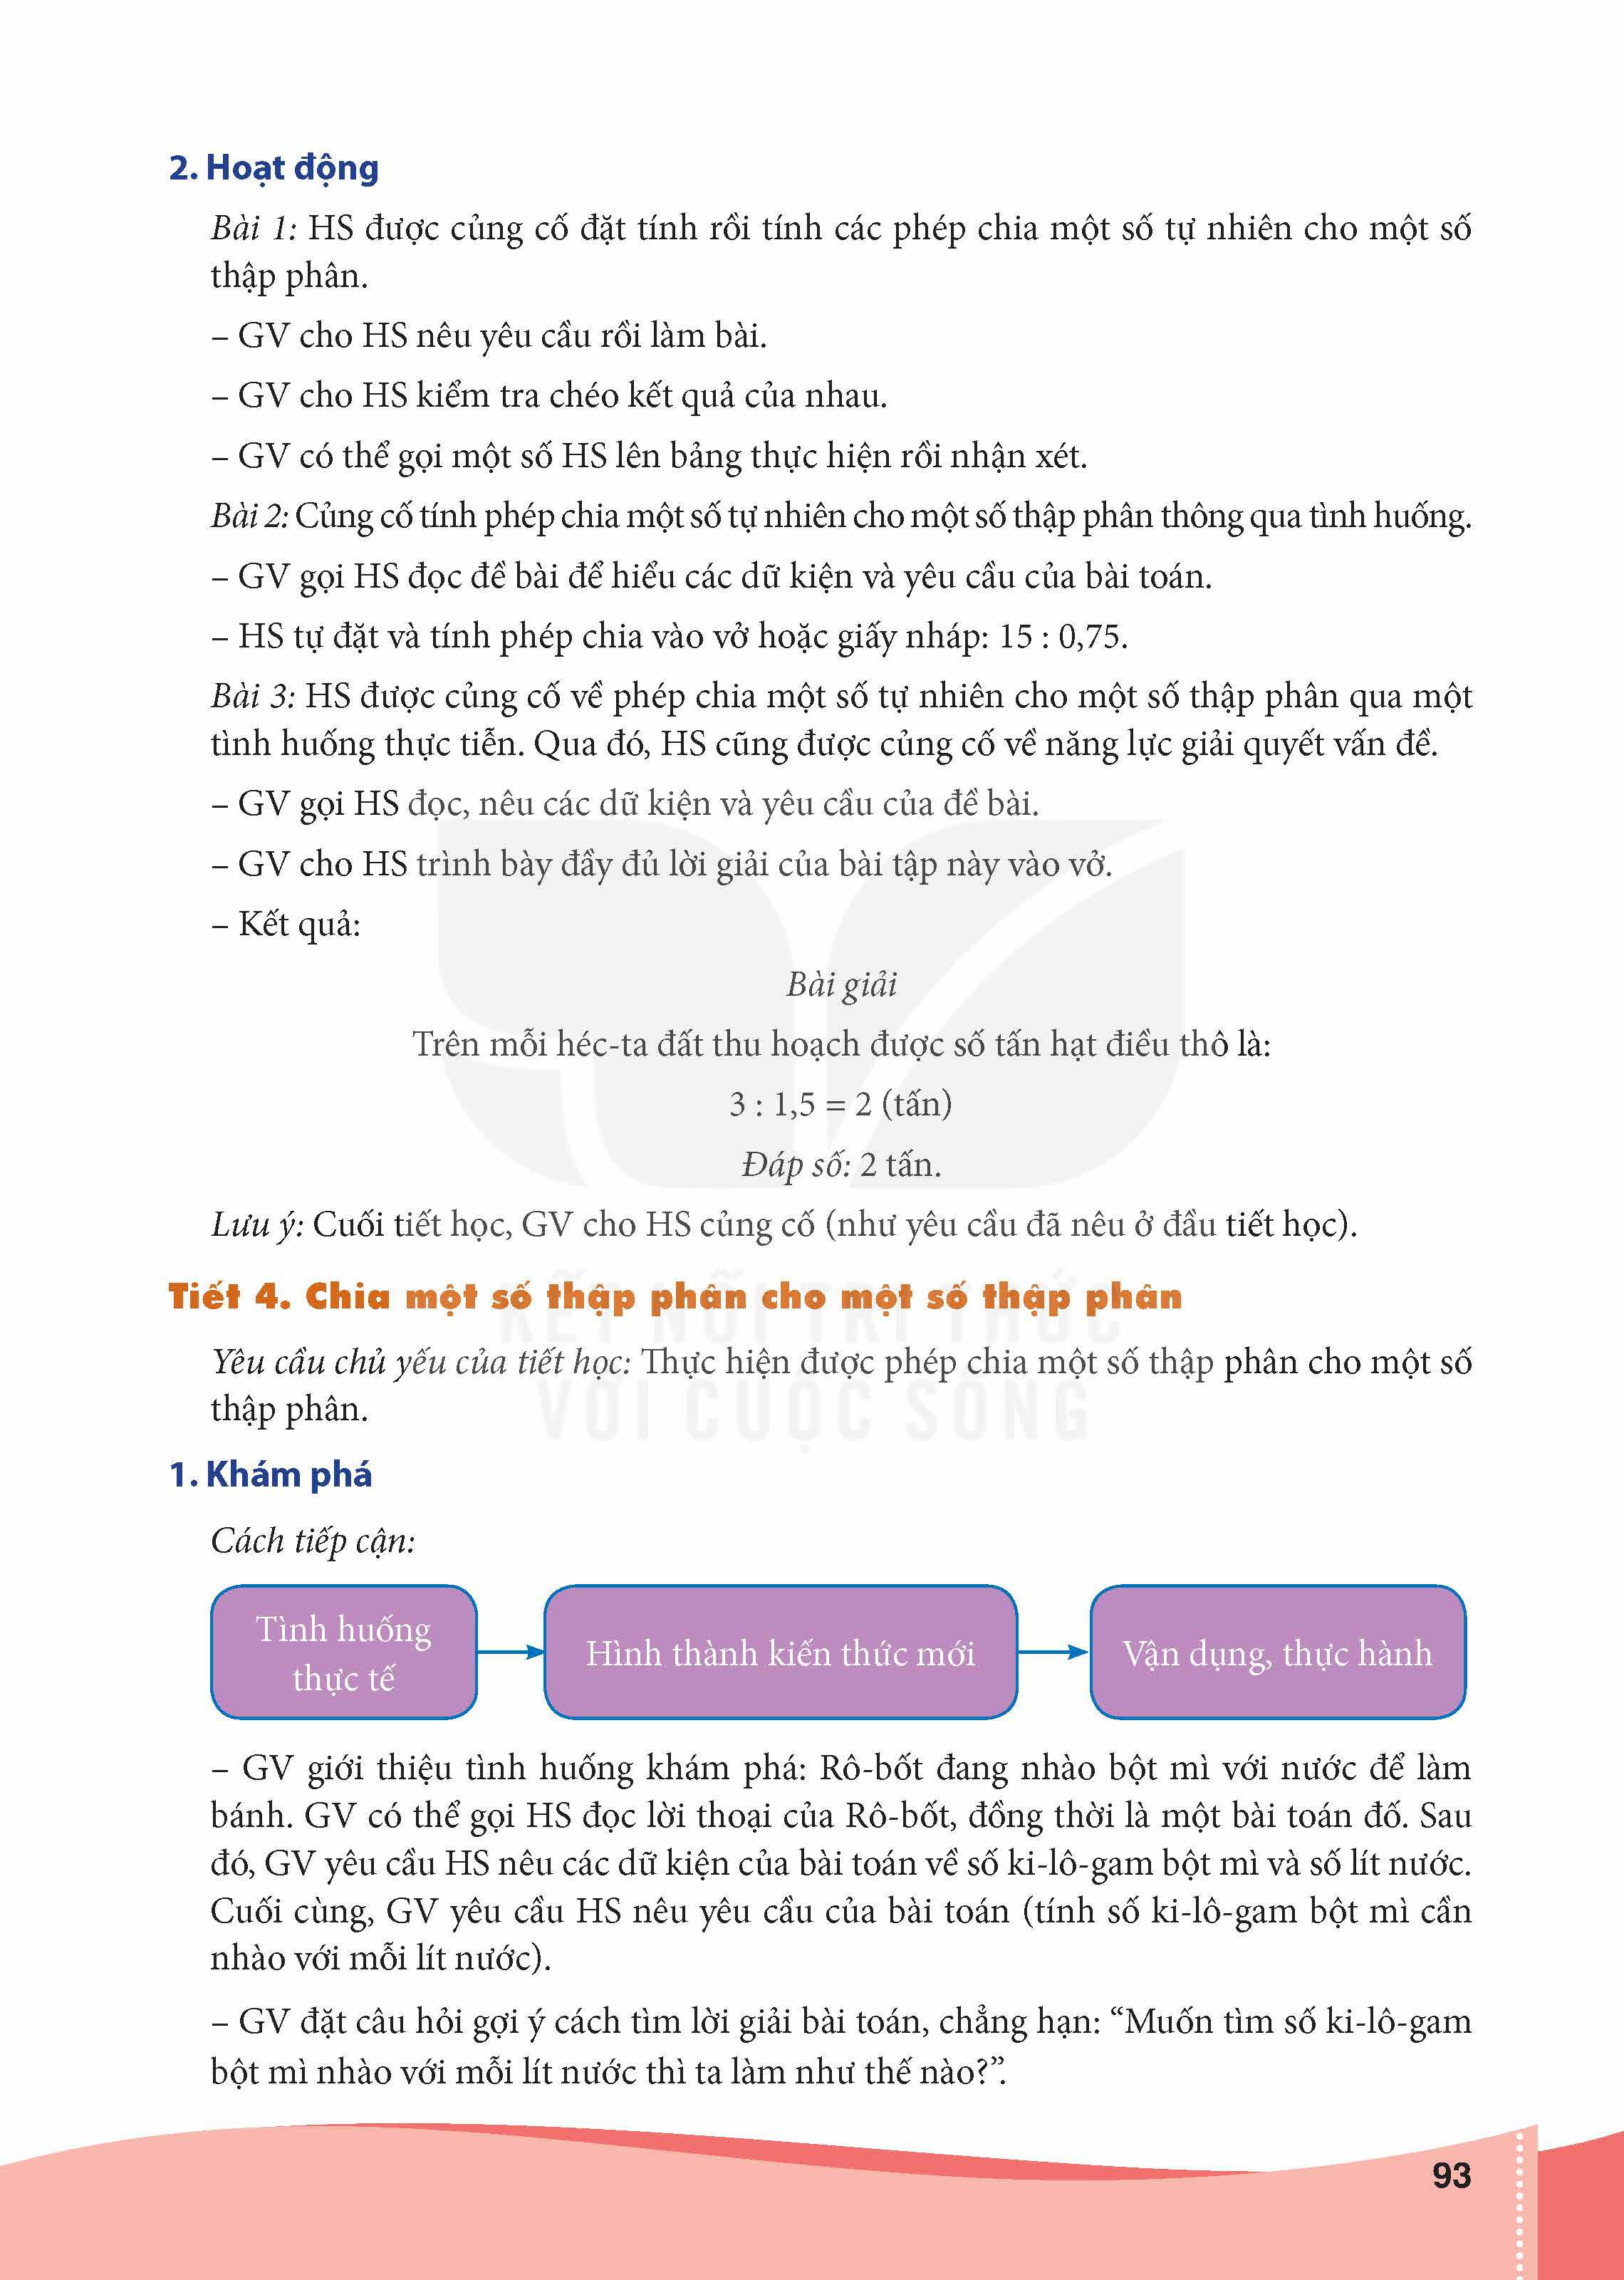 2. Hoạt động
Bài 1: HS được củng cố đặt tính rồi tính các phép chia một số tự nhiên cho một số
thập phân.
– GV cho HS nêu yêu cầu rồi làm bài.
– GV cho HS kiểm tra chéo kết quả của nhau.
– GV có thể gọi một số HS lên bảng thực hiện rồi nhận xét.
Bài 2: Củng cố tính phép chia một số tự nhiên cho một số thập phân thông qua tình huống.
– GV gọi HS đọc đề bài để hiểu các dữ kiện và yêu cầu của bài toán.
– HS tự đặt và tính phép chia vào vở hoặc giấy nháp: 15 : 0,75.
Bài 3: HS được củng cố về phép chia một số tự nhiên cho một số thập phân qua một
tình huống thực tiễn. Qua đó, HS cũng được củng cố về năng lực giải quyết vấn đề.
– GV gọi HS đọc, nêu các dữ kiện và yêu cầu của đề bài.
– GV cho HS trình bày đầy đủ lời giải của bài tập này vào vở.
– Kết quả:
Bài giải
Trên mỗi héc-ta đất thu hoạch được số tấn hạt điều thô là:
3 : 1,5 = 2 (tấn)
Đáp số: 2 tấn.
Lưu ý: Cuối tiết học, GV cho HS củng cố (như yêu cầu đã nêu ở đầu tiết học).
Tiết 4. Chia một số thập phân cho một số thập phân
KẾT NỐI TRI THỨC
Yêu cầu chủ yếu của tiết học: Thực hiện được phép chia một số thập phân cho một số
thập phân.
VỚI CUỘC SỐNG
1. Khám phá
Cách tiếp cận:
Tình huống
thực tế
Hình thành kiến thức mới
Vận dụng, thực hành
– GV giới thiệu tình huống khám phá: Rô-bốt đang nhào bột mì với nước để làm
bánh. GV có thể gọi HS đọc lời thoại của Rô-bốt, đồng thời là một bài toán đố. Sau
đó, GV yêu cầu HS nêu các dữ kiện của bài toán về số ki-lô-gam bột mì và số lít nước.
Cuối cùng, GV yêu cầu HS nêu yêu cầu của bài toán (tính số ki-lô-gam bột mì cần
nhào với mỗi lít nước).
– GV đặt câu hỏi gợi ý cách tìm lời giải bài toán, chẳng hạn: “Muốn tìm số ki-lô-gam
bột mì nhào với mỗi lít nước thì ta làm như thế nào?”.
93